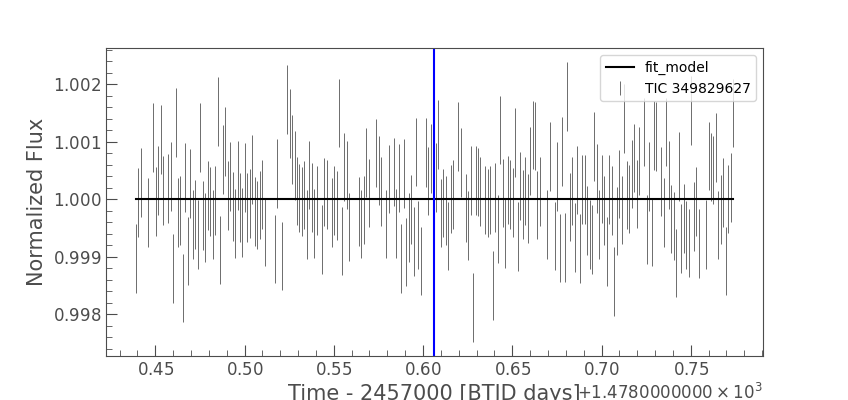 fit_model
TIC 349829627
1.002
1.001
1.000
0.999
0.998
Normalized Flux
0.45 0.50 0.55 0.60 0.65 0.70 0.75
Time - 2457000 [BTJD days]
+1.4780000000 × 10³